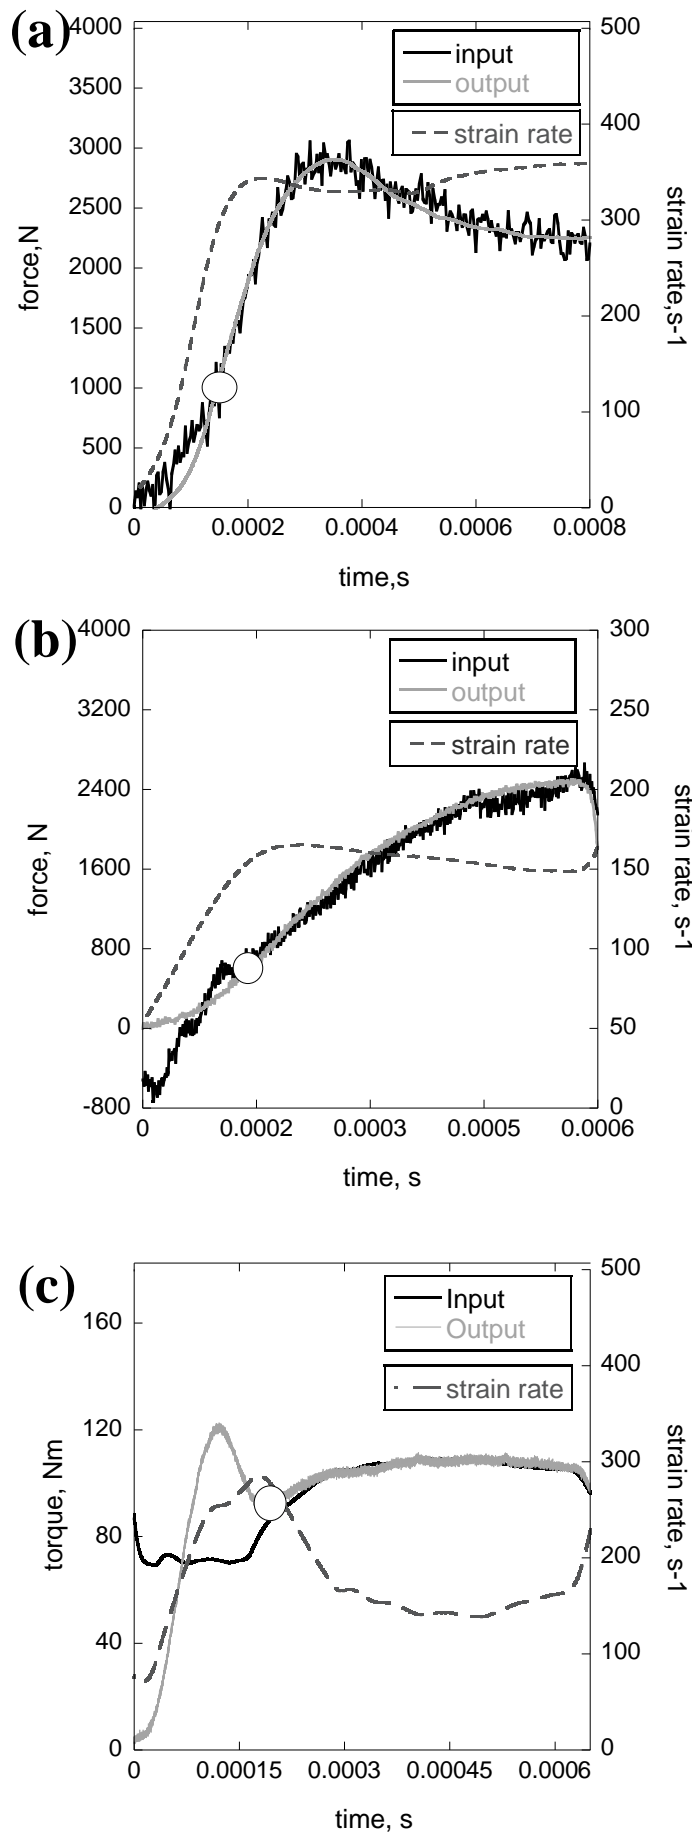 (a)
4000
3500
3000
2500
2000
1500
1000
500
0
force,N
500
400
300
200
100
0
strain rate,s-1
input
output
strain rate
0 0.0002 0.0004 0.0006 0.0008
time,s
(b)
4000
3200
2400
1600
800
0
-800
force, N
300
250
200
150
100
50
0
strain rate, s-1
input
output
strain rate
0 0.0002 0.0003 0.0005 0.0006
time, s
(c)
160
120
80
40
0
torque, Nm
500
400
300
200
100
0
strain rate, s-1
Input
Output
strain rate
0 0.00015 0.0003 0.00045 0.0006
time, s